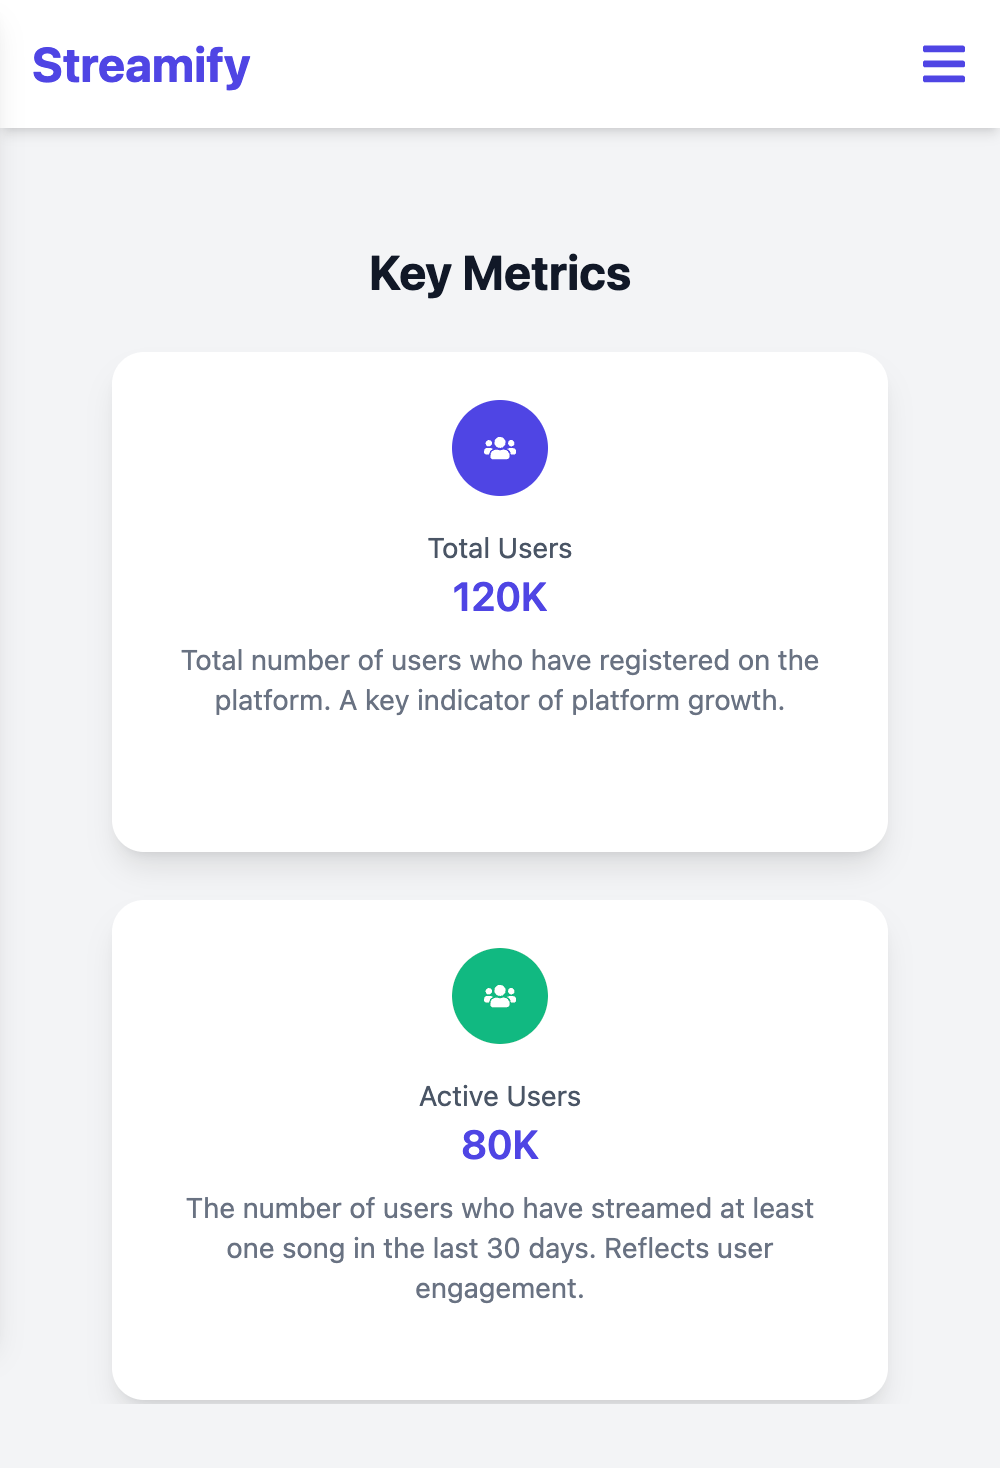 Streamify
Key Metrics
Total Users
120K
Total number of users who have registered on the
platform. A key indicator of platform growth.
Active Users
80K
The number of users who have streamed at least
one song in the last 30 days. Reflects user
engagement.